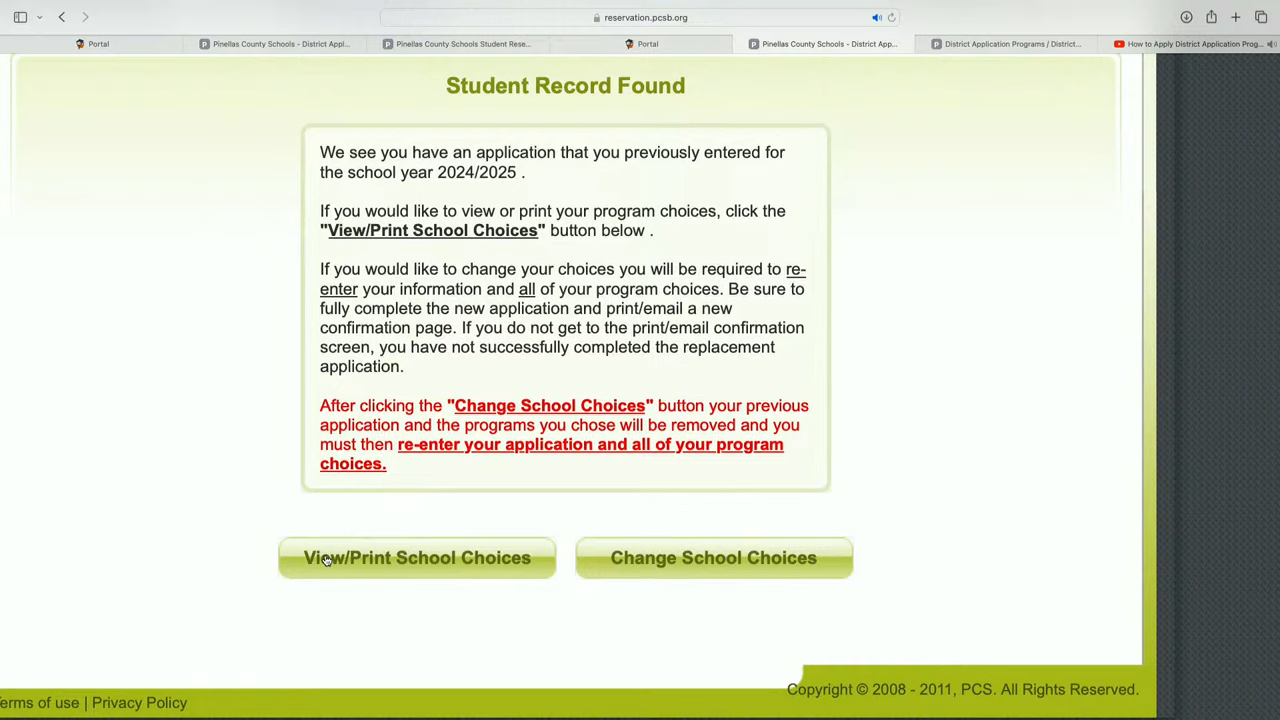 reservation.pcsb.org
Portal
Pinellas County Schools - District Appl...
Pinellas County Schools Student Rese...
Portal
Pinellas County Schools - District App...
District Application Programs / District...
How to Apply District Application Prog...
Student Record Found
We see you have an application that you previously entered for
the school year 2024/2025 .
If you would like to view or print your program choices, click the
"View/Print School Choices" button below .
If you would like to change your choices you will be required to re-
enter your information and all of your program choices. Be sure to
fully complete the new application and print/email a new
confirmation page. If you do not get to the print/email confirmation
screen, you have not successfully completed the replacement
application.
After clicking the "Change School Choices" button your previous
application and the programs you chose will be removed and you
must then re-enter your application and all of your program
choices.
View/Print School Choices
Change School Choices
Copyright © 2008 - 2011, PCS. All Rights Reserved.
erms of use | Privacy Policy